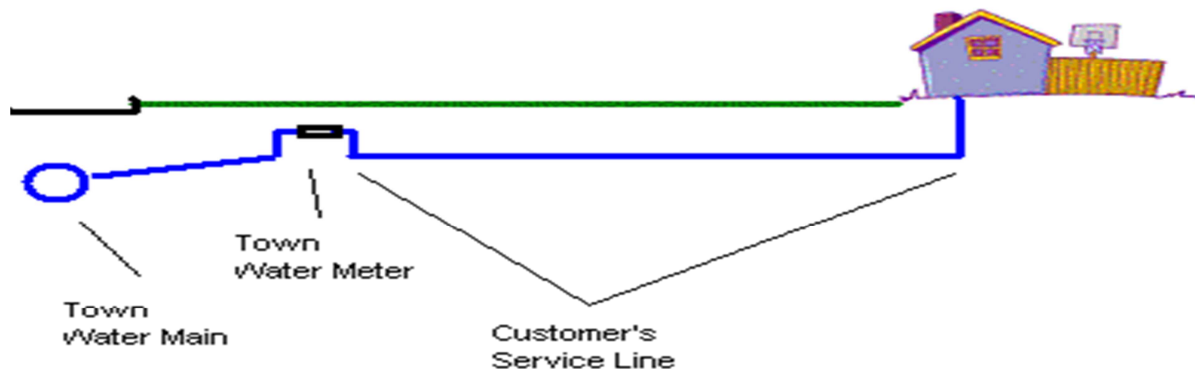 Town
Water Meter
Town
Water Main
Customer's
Service Line